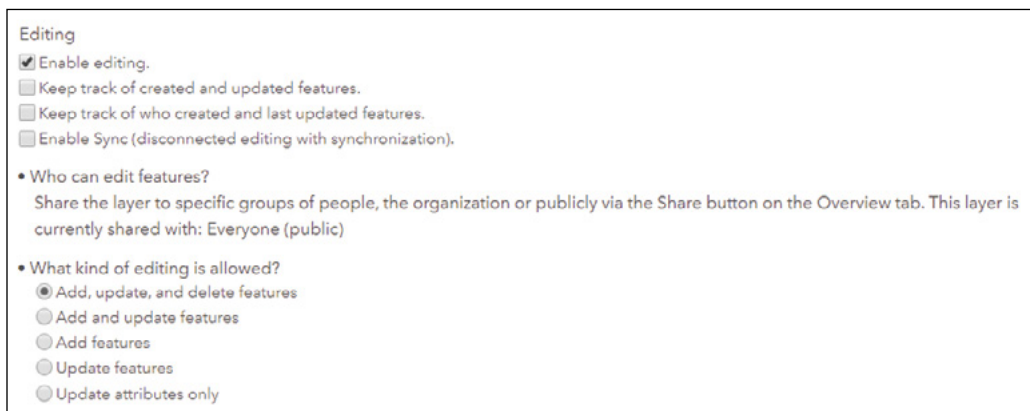 Editing
Enable editing.
Keep track of created and updated features.
Keep track of who created and last updated features.
Enable Sync (disconnected editing with synchronization).
• Who can edit features?
Share the layer to specific groups of people, the organization or publicly via the Share button on the Overview tab. This layer is
currently shared with: Everyone (public)
• What kind of editing is allowed?
Add, update, and delete features
Add and update features
Add features
Update features
Update attributes only